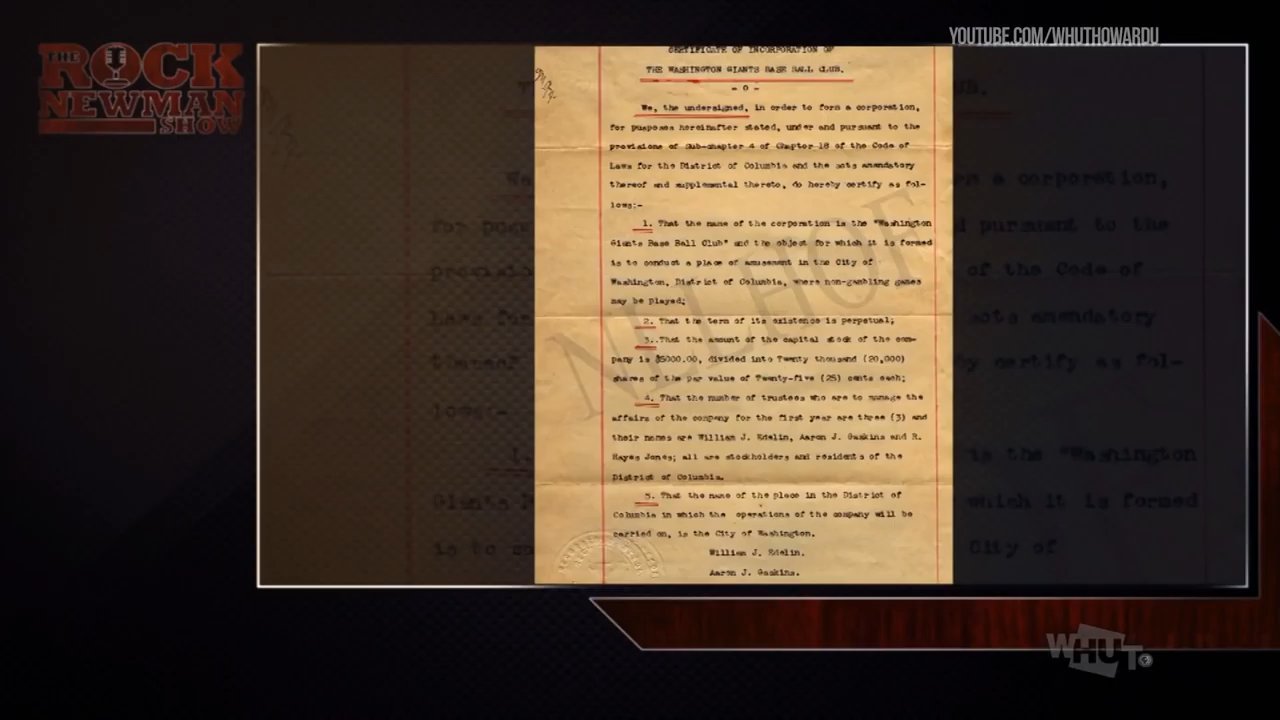 THE
ROCK
NEWMAN
SHOW
YOUTUBE.COM/WHUTHOWARDU
CERTIFICATE OF INCORPORATION OF
THE WASHINGTON GIANTS BASE BALL CLUB.
- 0 -
We, the undersigned, in order to form a corporation,
for purposes hereinafter stated, under and pursuant to the
provisions of Sub-chapter 4 of Chapter 18 of the Code of
Laws for the District of Columbia and the acts amendatory
thereof and supplemental thereto, do hereby certify as fol-
lows:-
1. That the name of the corporation is the "Washington
Giants Base Ball Club" and the object for which it is formed
is to conduct a place of amusement in the City of
Washington, District of Columbia, where non-gambling games
may be played;
2. That the term of its existence is perpetual;
3. That the amount of the capital stock of the com-
pany is $5000.00, divided into Twenty thousand (20,000)
shares of the par value of Twenty-five (25) cents each;
4. That the number of trustees who are to manage the
affairs of the company for the first year are three (3) and
their names are William J. Edelin, Aaron J. Gaskins and R.
Hayes Jones; all are stockholders and residents of the
District of Columbia.
5. That the name of the place in the District of
Columbia in which the operations of the company will be
carried on, is the City of Washington.
William J. Edelin.
Aaron J. Gaskins.
NLLHOF
WHUT